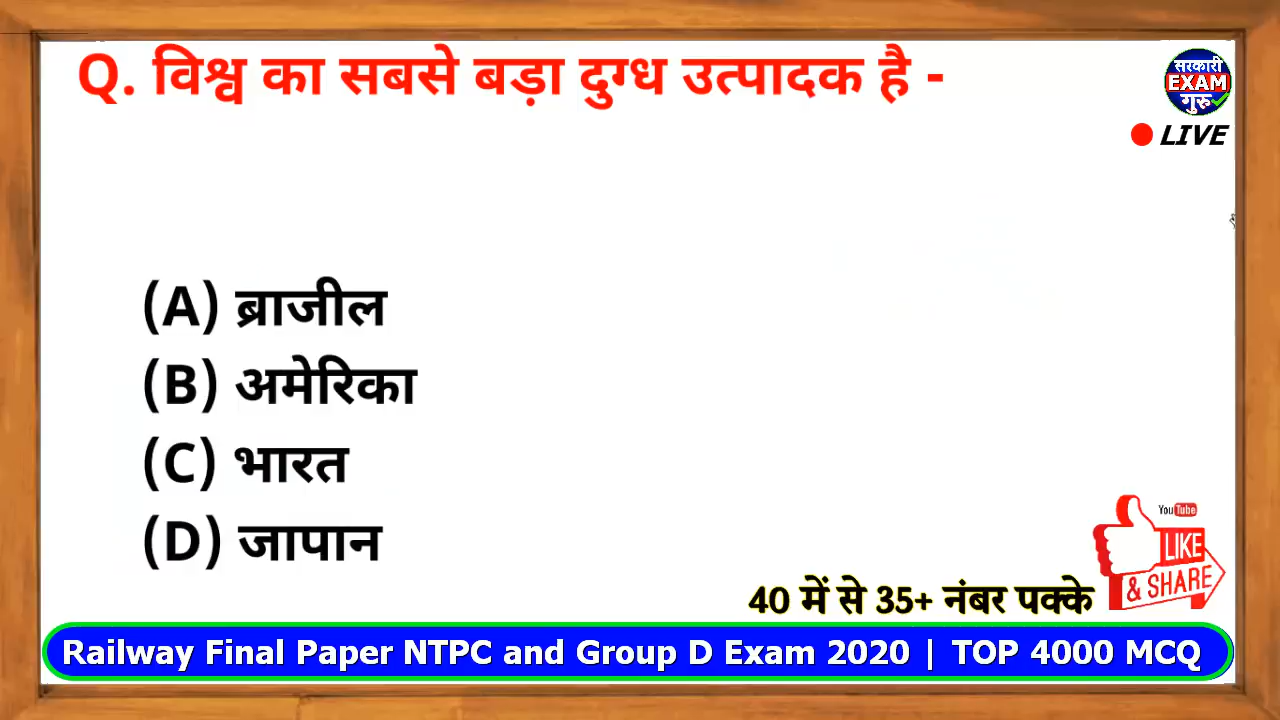 Q. विश्व का सबसे बड़ा दुग्ध उत्पादक है -
सरकारी
EXAM
गुरु
LIVE
(A) ब्राजील
(B) अमेरिका
(C) भारत
(D) जापान
YouTube
LIKE
& SHARE
40 में से 35+ नंबर पक्के
Railway Final Paper NTPC and Group D Exam 2020 | TOP 4000 MCQ